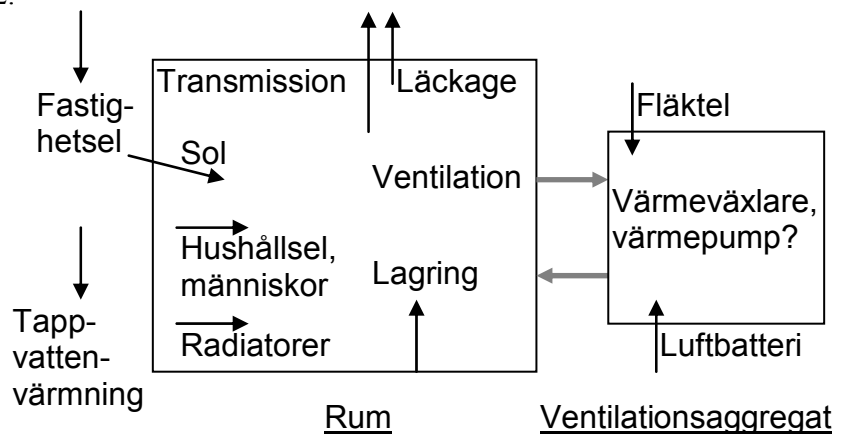 2.
Transmission
Läckage
Fastig-
hetsel
Sol
Fläktel
Ventilation
Värmeväxlare,
värmepump?
Hushållsel,
människor
Lagring
Tapp-
vatten-
värmning
Radiatorer
Luftbatteri
Rum
Ventilationsaggregat